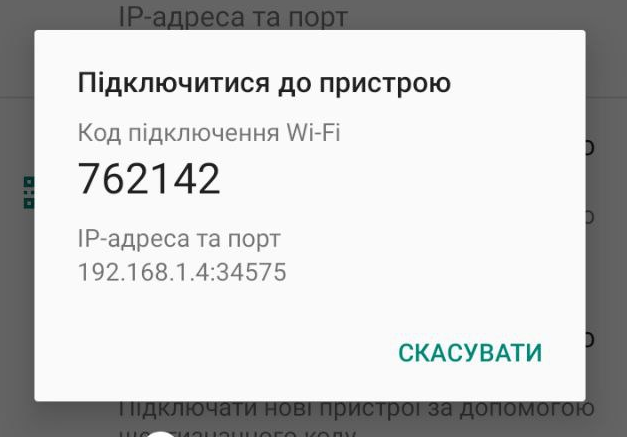 IP-адреса та порт
Підключитися до пристрою
Код підключення Wi-Fi
762142
IP-адреса та порт
192.168.1.4:34575
СКАСУВАТИ
Підключати нові пристрої за допомогою